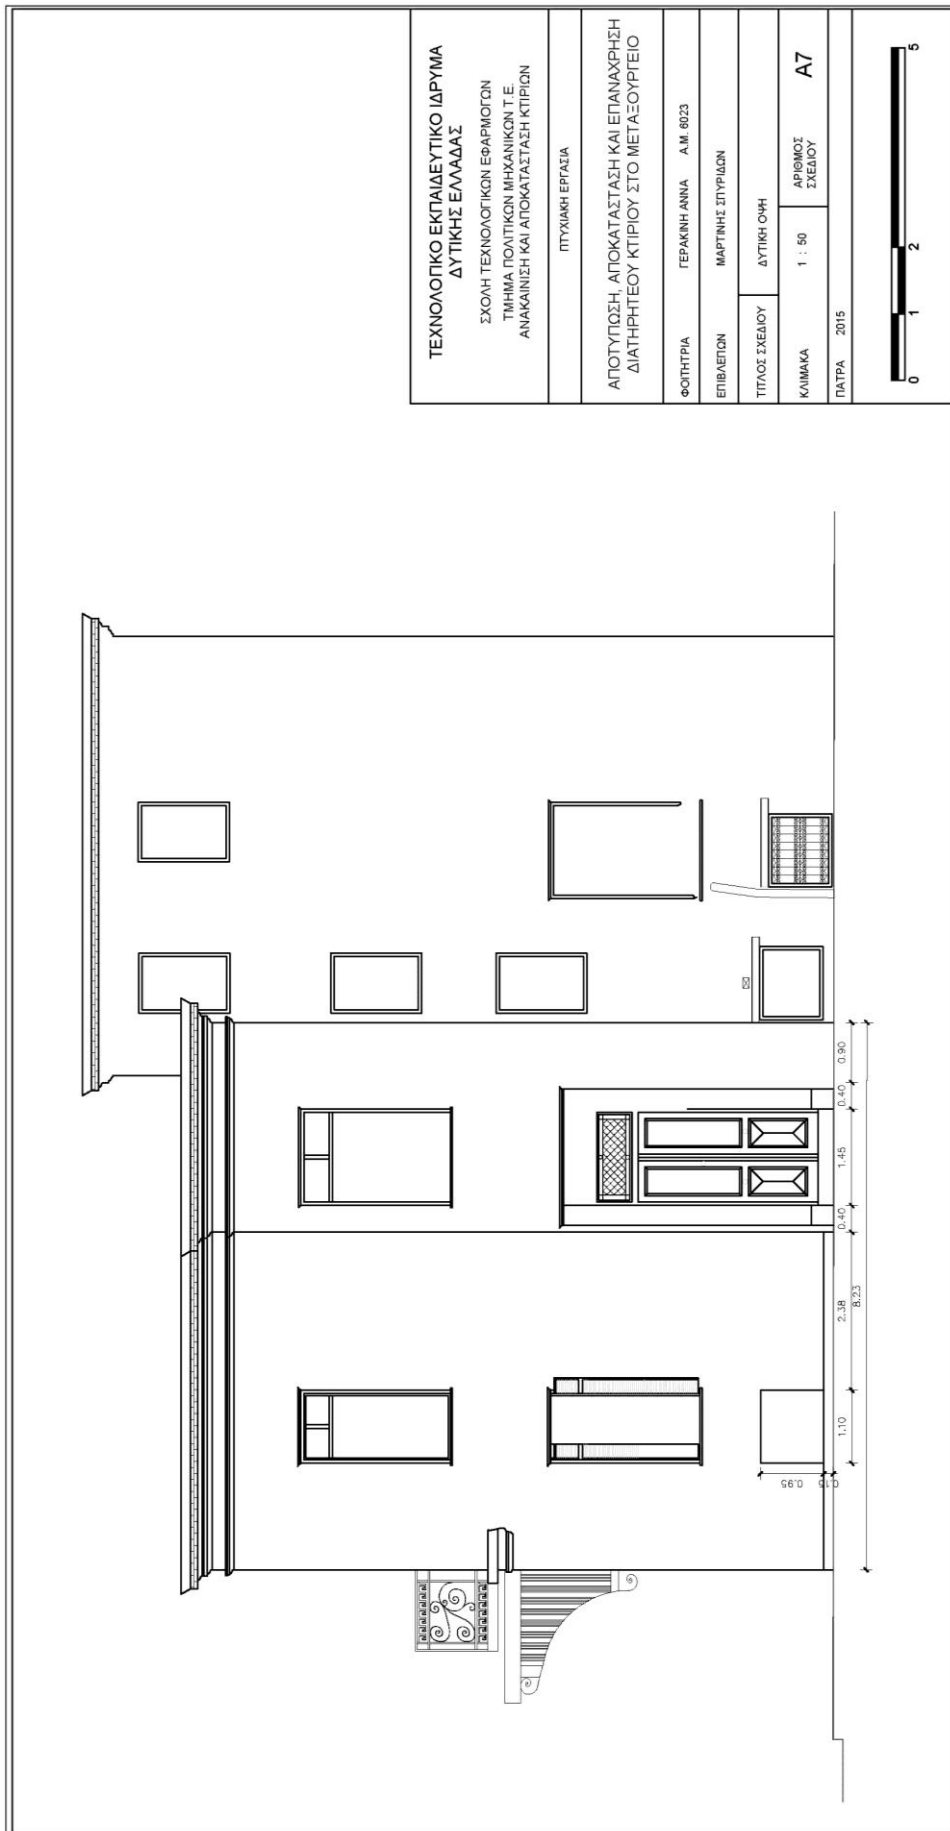 ΤΕΧΝΟΛΟΓΙΚΟ ΕΚΠΑΙΔΕΥΤΙΚΟ ΙΔΡΥΜΑ
ΔΥΤΙΚΗΣ ΕΛΛΑΔΑΣ
ΣΧΟΛΗ ΤΕΧΝΟΛΟΓΙΚΩΝ ΕΦΑΡΜΟΓΩΝ
ΤΜΗΜΑ ΠΟΛΙΤΙΚΩΝ ΜΗΧΑΝΙΚΩΝ Τ.Ε.
ΑΝΑΚΑΙΝΙΣΗ ΚΑΙ ΑΠΟΚΑΤΑΣΤΑΣΗ ΚΤΙΡΙΩΝ
ΠΤΥΧΙΑΚΗ ΕΡΓΑΣΙΑ
ΑΠΟΤΥΠΩΣΗ, ΑΠΟΚΑΤΑΣΤΑΣΗ ΚΑΙ ΕΠΑΝΑΧΡΗΣΗ
ΔΙΑΤΗΡΗΤΕΟΥ ΚΤΙΡΙΟΥ ΣΤΟ ΜΕΤΑΞΟΥΡΓΕΙΟ
ΦΟΙΤΗΤΡΙΑ ΓΕΡΑΚΙΝΗ ΑΝΝΑ Α.Μ. 6023
ΕΠΙΒΛΕΠΩΝ ΜΑΡΤΙΝΗΣ ΣΠΥΡΙΔΩΝ
ΤΙΤΛΟΣ ΣΧΕΔΙΟΥ ΔΥΤΙΚΗ ΟΨΗ
ΚΛΙΜΑΚΑ 1 : 50 ΑΡΙΘΜΟΣ ΣΧΕΔΙΟΥ A7
ΠΑΤΡΑ 2015
0 1 2 5
0.95
0.15
1.10 2.38 0.40 1.45 0.40 0.90
8.23